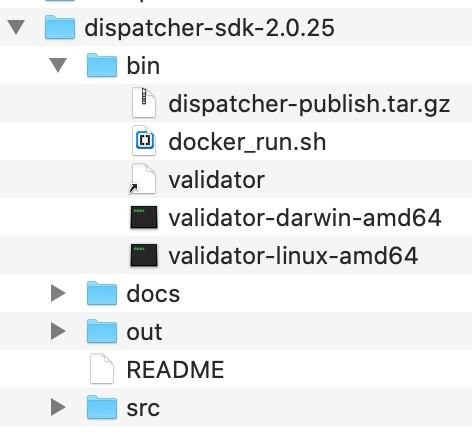 dispatcher-sdk-2.0.25
bin
dispatcher-publish.tar.gz
docker_run.sh
validator
validator-darwin-amd64
validator-linux-amd64
docs
out
README
src